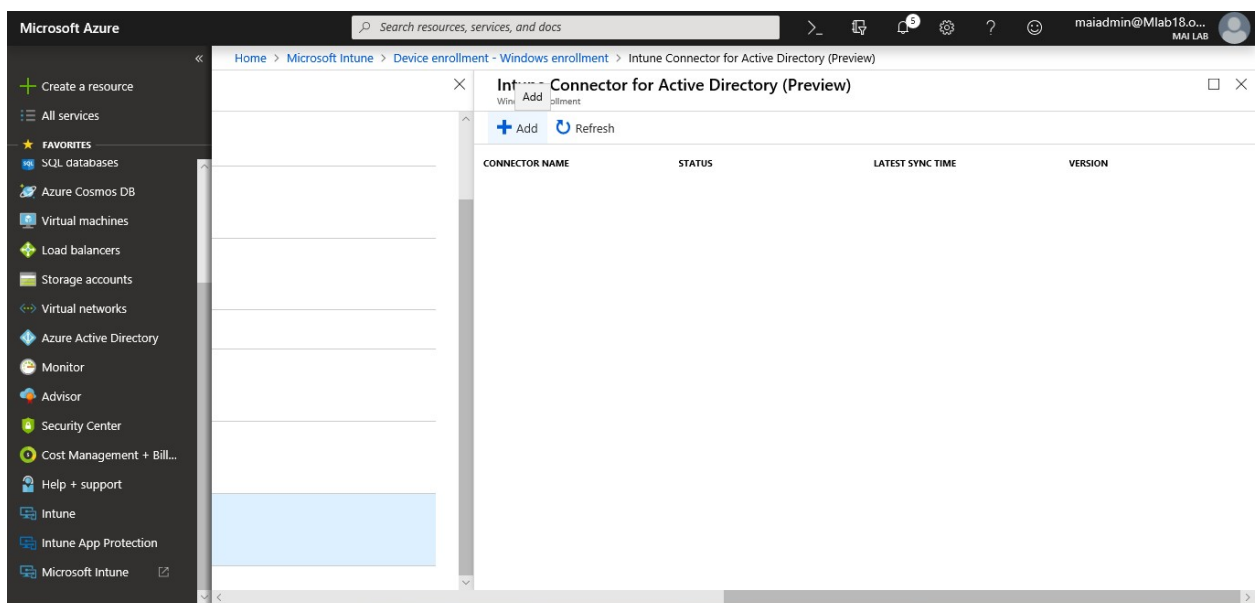 Microsoft Azure
Search resources, services, and docs
5
maiadmin@Mlab18.o...
MAI LAB
Home > Microsoft Intune > Device enrollment - Windows enrollment > Intune Connector for Active Directory (Preview)
Create a resource
All services
FAVORITES
SQL databases
Azure Cosmos DB
Virtual machines
Load balancers
Storage accounts
Virtual networks
Azure Active Directory
Monitor
Advisor
Security Center
Cost Management + Bill...
Help + support
Intune
Intune App Protection
Microsoft Intune
Intune Connector for Active Directory (Preview)
Add
Add
Refresh
CONNECTOR NAME STATUS LATEST SYNC TIME VERSION